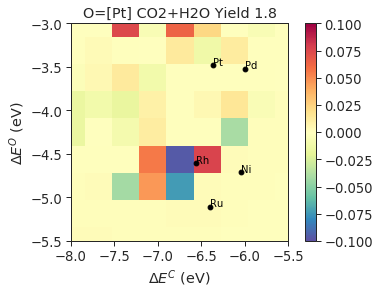 O=[Pt] CO2+H2O Yield 1.8
−3.0
−3.5
−4.0
−4.5
−5.0
−5.5
ΔE^O (eV)
Pt
Pd
Rh
Ni
Ru
−8.0 −7.5 −7.0 −6.5 −6.0 −5.5
ΔE^C (eV)
0.100
0.075
0.050
0.025
0.000
−0.025
−0.050
−0.075
−0.100